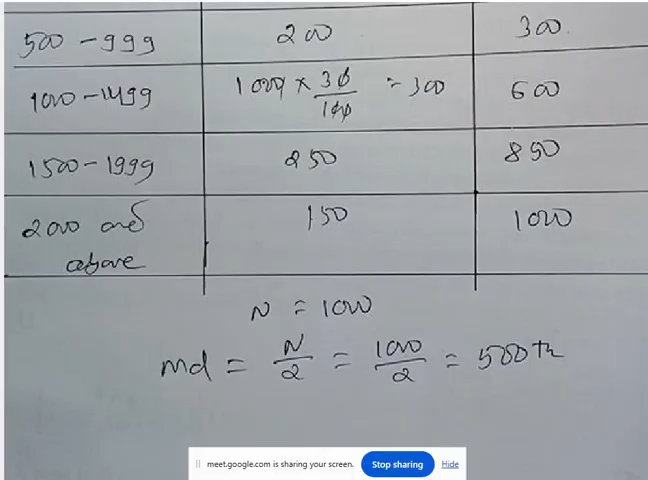 500 - 999 200 300
1000 - 1499 1000 × 30/100 = 300 600
1500 - 1999 250 850
2000 and above 150 1000
N = 1000
Md = N/2 = 1000/2 = 500th
meet.google.com is sharing your screen. Stop sharing Hide